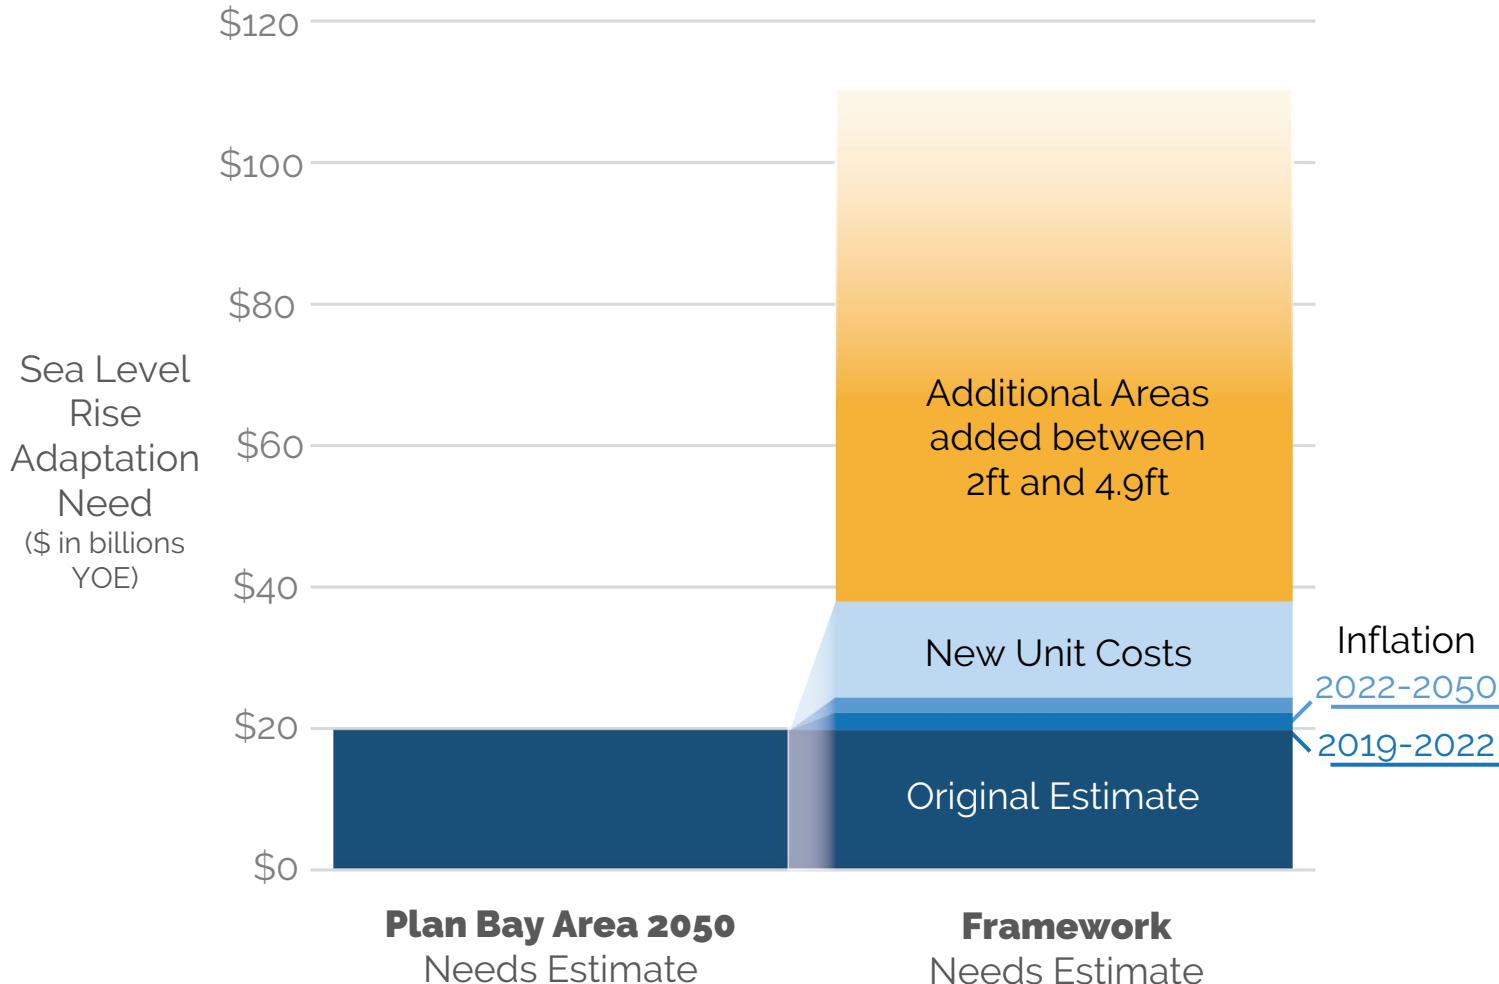 $120
$100
$80
$60
$40
$20
$0
Sea Level
Rise
Adaptation
Need
($ in billions
YOE)
Additional Areas
added between
2ft and 4.9ft
New Unit Costs
Original Estimate
Inflation
2022-2050
2019-2022
Plan Bay Area 2050
Needs Estimate
Framework
Needs Estimate